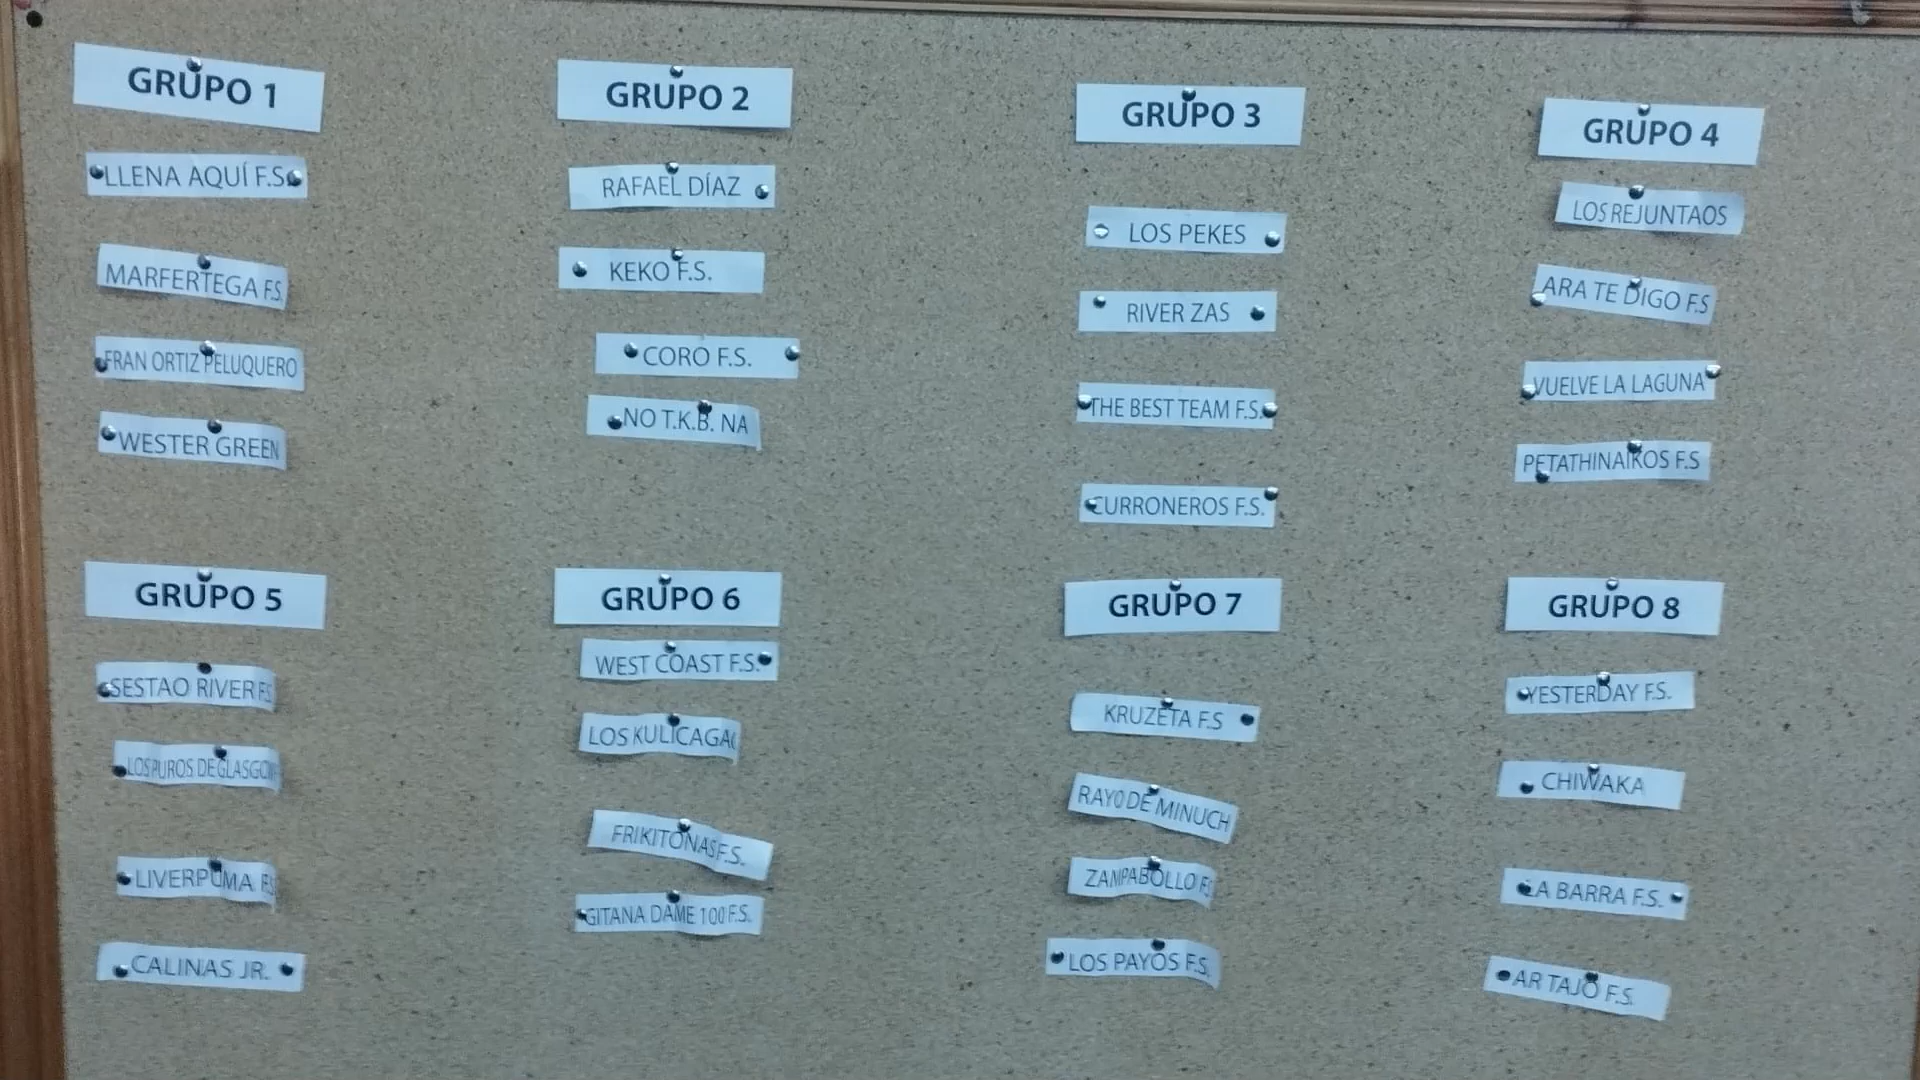 GRUPO 1
LLENA AQUÍ F.S.
MARFERTEGA F.S.
FRAN ORTIZ PELUQUERO
WESTER GREEN
GRUPO 2
RAFAEL DÍAZ
KEKO F.S.
CORO F.S.
NO T.K.B. NA
GRUPO 3
LOS PEKES
RIVER ZAS
THE BEST TEAM F.S.
CURRONEROS F.S.
GRUPO 4
LOS REJUNTAOS
ARA TE DIGO F.S
VUELVE LA LAGUNA
PETATHINAIKOS F.S
GRUPO 5
SESTAO RIVER F.S
LOS PUROS DE GLASGOW
LIVERPUMA F.S
CALINAS JR.
GRUPO 6
WEST COAST F.S.
LOS KULICAGA
FRIKITONAS F.S.
GITANA DAME 100 F.S.
GRUPO 7
KRUZETA F.S
RAYO DE MINUCH
ZAMPABOLLO F.S
LOS PAYOS F.S.
GRUPO 8
YESTERDAY F.S.
CHIWAKA
LA BARRA F.S.
AR TAJO F.S.